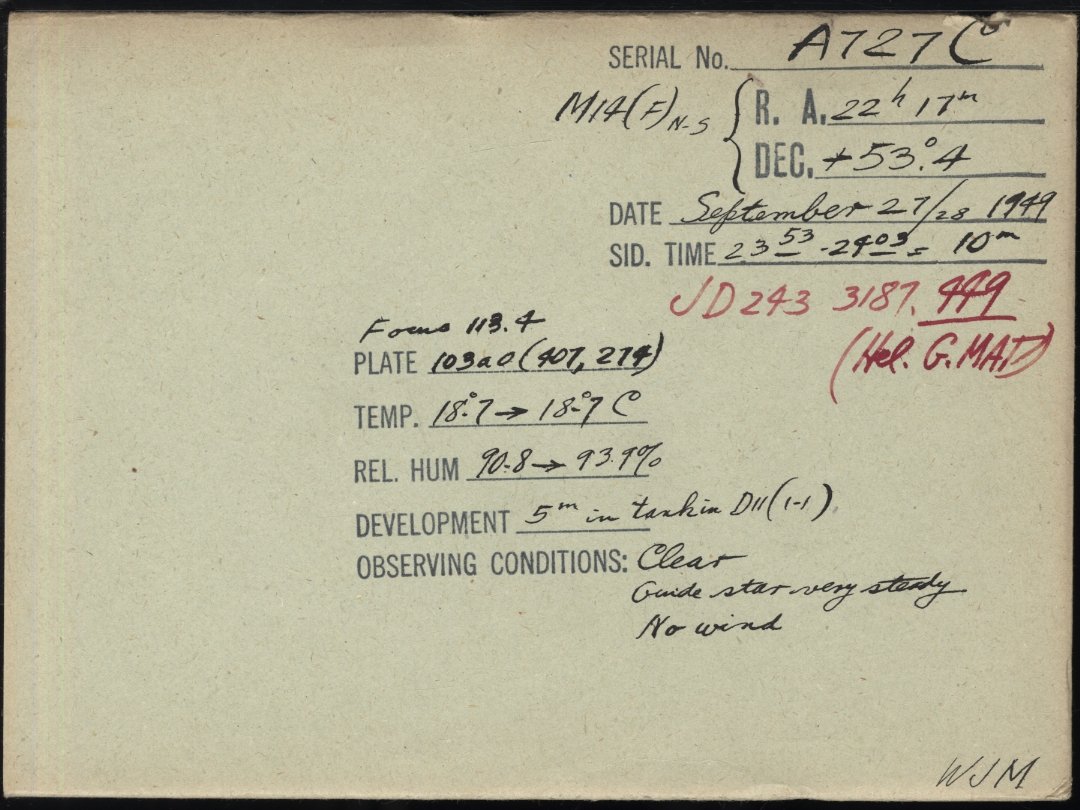 SERIAL No. A727C
M14(F) N-S { R. A. 22ʰ 17ᵐ
DEC. +53°.4
DATE September 27/28 1949
SID. TIME 23 53 - 24 03 = 10ᵐ
JD 243 3187. 449
(Hel. G.MAT)
Focus 113.4
PLATE 103aO (407, 274)
TEMP. 18°.7 → 18°.7 C
REL. HUM 90.8 → 93.9%
DEVELOPMENT 5ᵐ in tank in D11 (1-1)
OBSERVING CONDITIONS: Clear
Guide star very steady
No wind
WJM